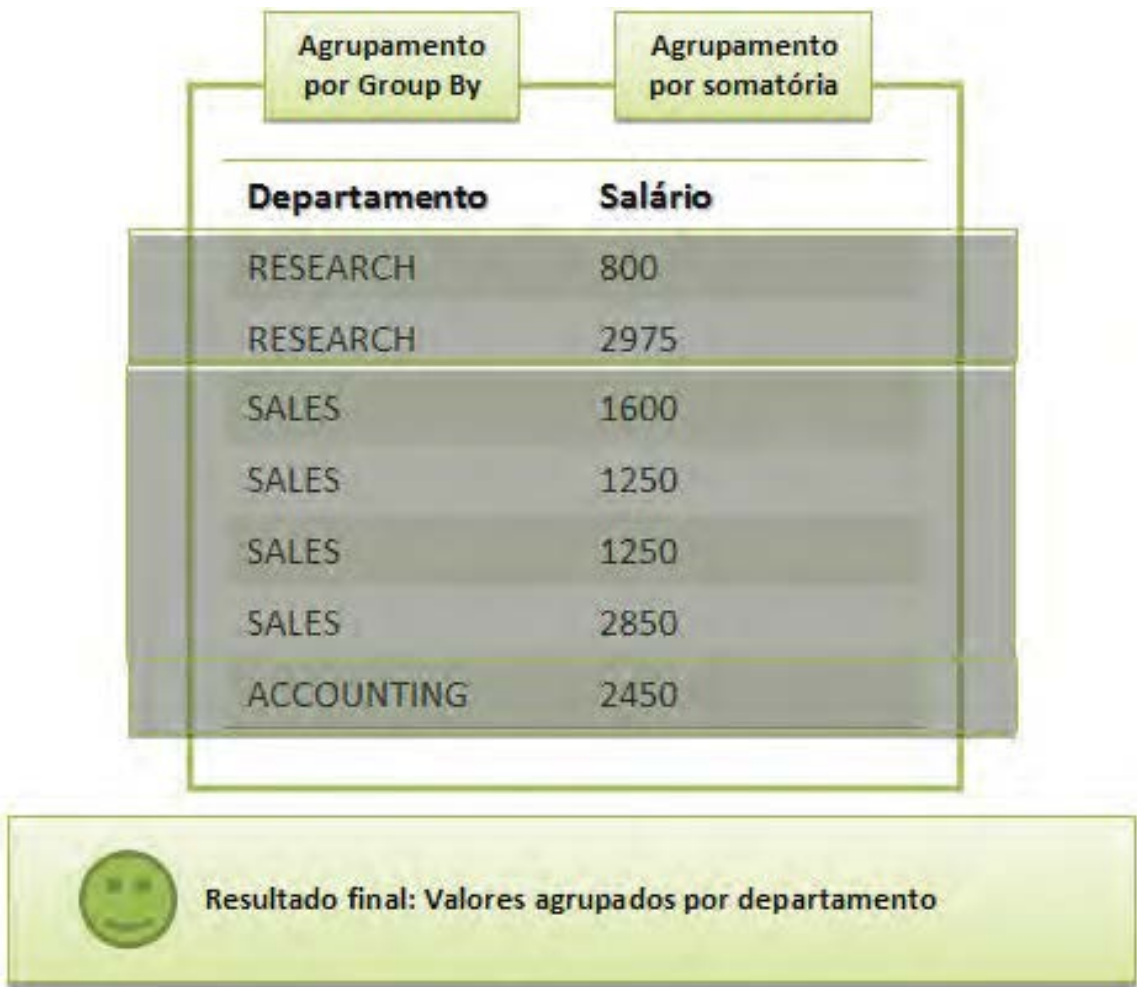 Agrupamento
por Group By
Agrupamento
por somatória
Departamento Salário
RESEARCH 800
RESEARCH 2975
SALES 1600
SALES 1250
SALES 1250
SALES 2850
ACCOUNTING 2450
Resultado final: Valores agrupados por departamento